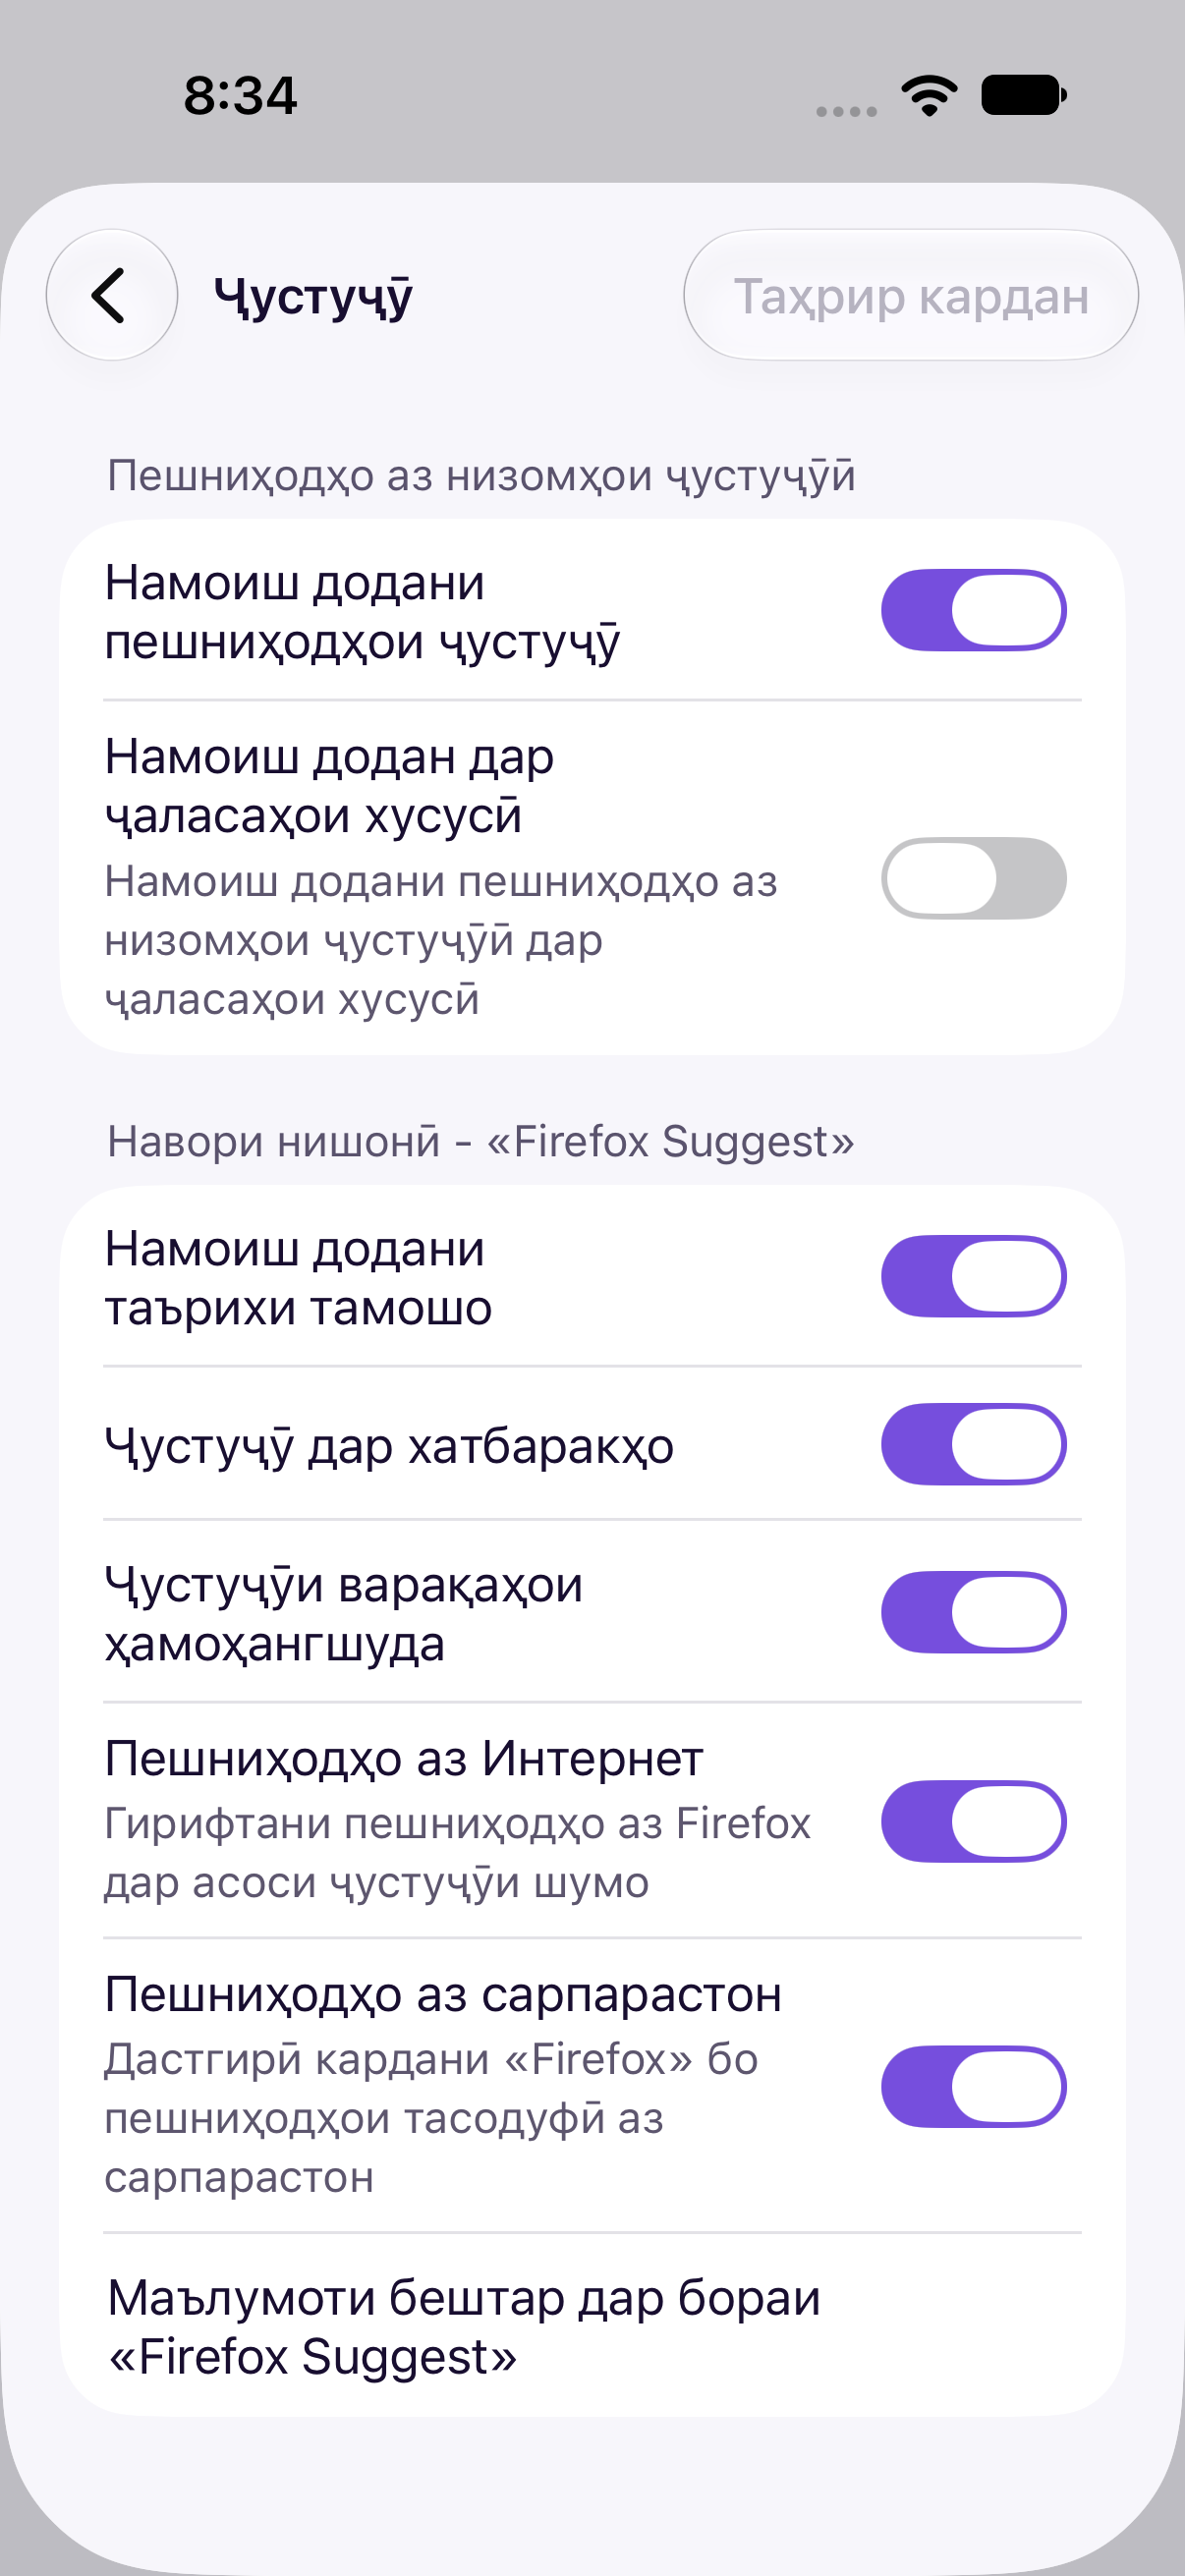 8:34
Ҷустуҷӯ
Таҳрир кардан
Пешниҳодҳо аз низомҳои ҷустуҷӯӣ
Намоиш додани
пешниҳодҳои ҷустуҷӯ
Намоиш додан дар
ҷаласаҳои хусусӣ
Намоиш додани пешниҳодҳо аз
низомҳои ҷустуҷӯӣ дар
ҷаласаҳои хусусӣ
Навори нишонӣ - «Firefox Suggest»
Намоиш додани
таърихи тамошо
Ҷустуҷӯ дар хатбаракҳо
Ҷустуҷӯи варақаҳои
ҳамоҳангшуда
Пешниҳодҳо аз Интернет
Гирифтани пешниҳодҳо аз Firefox
дар асоси ҷустуҷӯи шумо
Пешниҳодҳо аз сарпарастон
Дастгирӣ кардани «Firefox» бо
пешниҳодҳои тасодуфӣ аз
сарпарастон
Маълумоти бештар дар бораи
«Firefox Suggest»